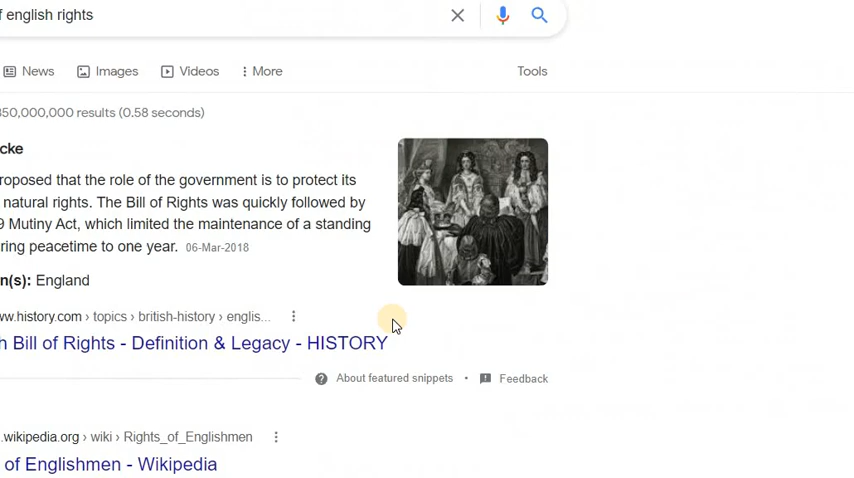 f english rights
News Images Videos More Tools
350,000,000 results (0.58 seconds)
cke
roposed that the role of the government is to protect its
natural rights. The Bill of Rights was quickly followed by
9 Mutiny Act, which limited the maintenance of a standing
ring peacetime to one year. 06-Mar-2018
n(s): England
ww.history.com › topics › british-history › englis...
h Bill of Rights - Definition & Legacy - HISTORY
About featured snippets • Feedback
.wikipedia.org › wiki › Rights_of_Englishmen
of Englishmen - Wikipedia